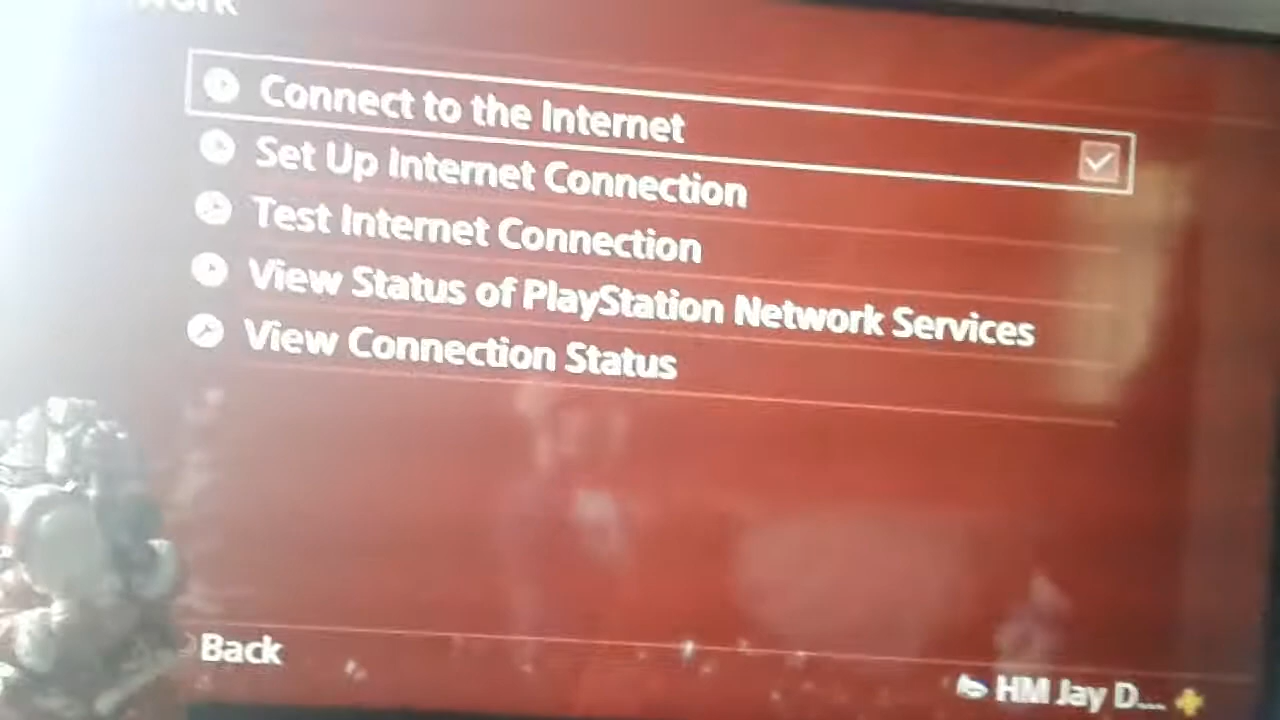 Connect to the Internet
Set Up Internet Connection
Test Internet Connection
View Status of PlayStation Network Services
View Connection Status
Back
HM Jay D...